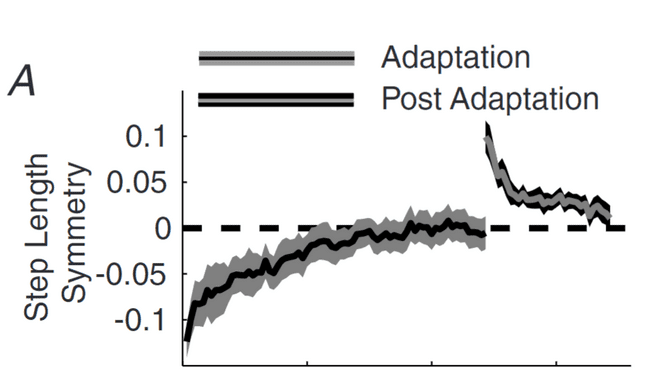 A
Adaptation
Post Adaptation
Step Length
Symmetry
0.1
0.05
0
-0.05
-0.1